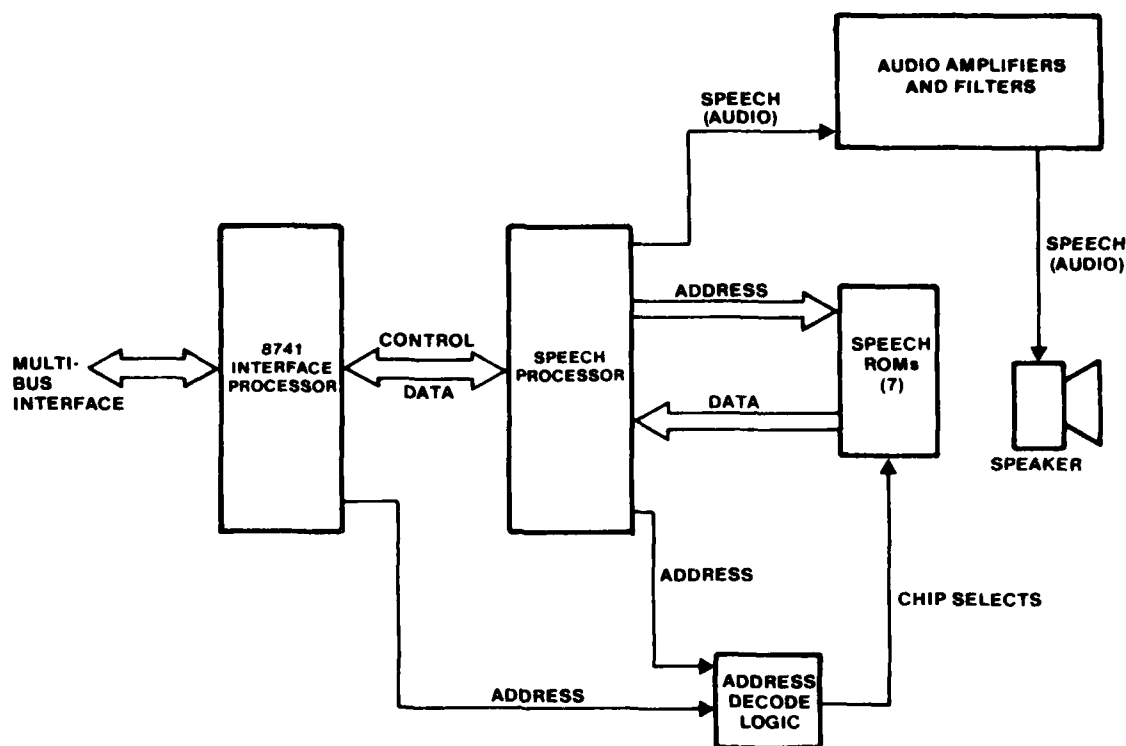 AUDIO AMPLIFIERS
AND FILTERS
SPEECH
(AUDIO)
SPEECH
(AUDIO)
ADDRESS
8741
INTERFACE
PROCESSOR
CONTROL
DATA
SPEECH
PROCESSOR
SPEECH
ROMs
(7)
MULTI-
BUS
INTERFACE
DATA
SPEAKER
ADDRESS
CHIP SELECTS
ADDRESS
ADDRESS
DECODE
LOGIC